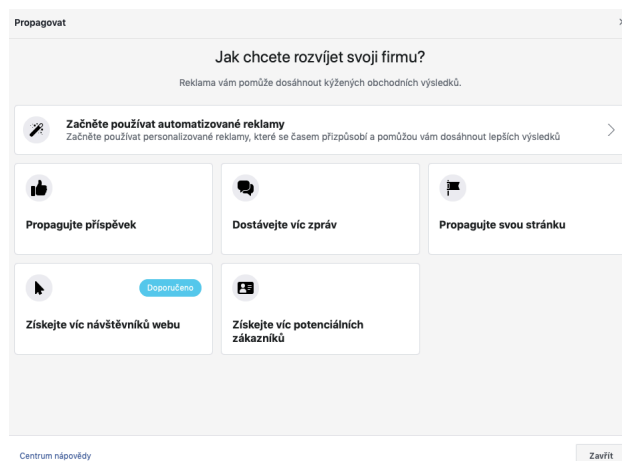 Propagovat
Jak chcete rozvíjet svoji firmu?
Reklama vám pomůže dosáhnout kýžených obchodních výsledků.
Začněte používat automatizované reklamy
Začněte používat personalizované reklamy, které se časem přizpůsobí a pomůžou vám dosáhnout lepších výsledků
Propagujte příspěvek
Dostávejte víc zpráv
Propagujte svou stránku
Doporučeno
Získejte víc návštěvníků webu
Získejte víc potenciálních
zákazníků
Centrum nápovědy
Zavřít